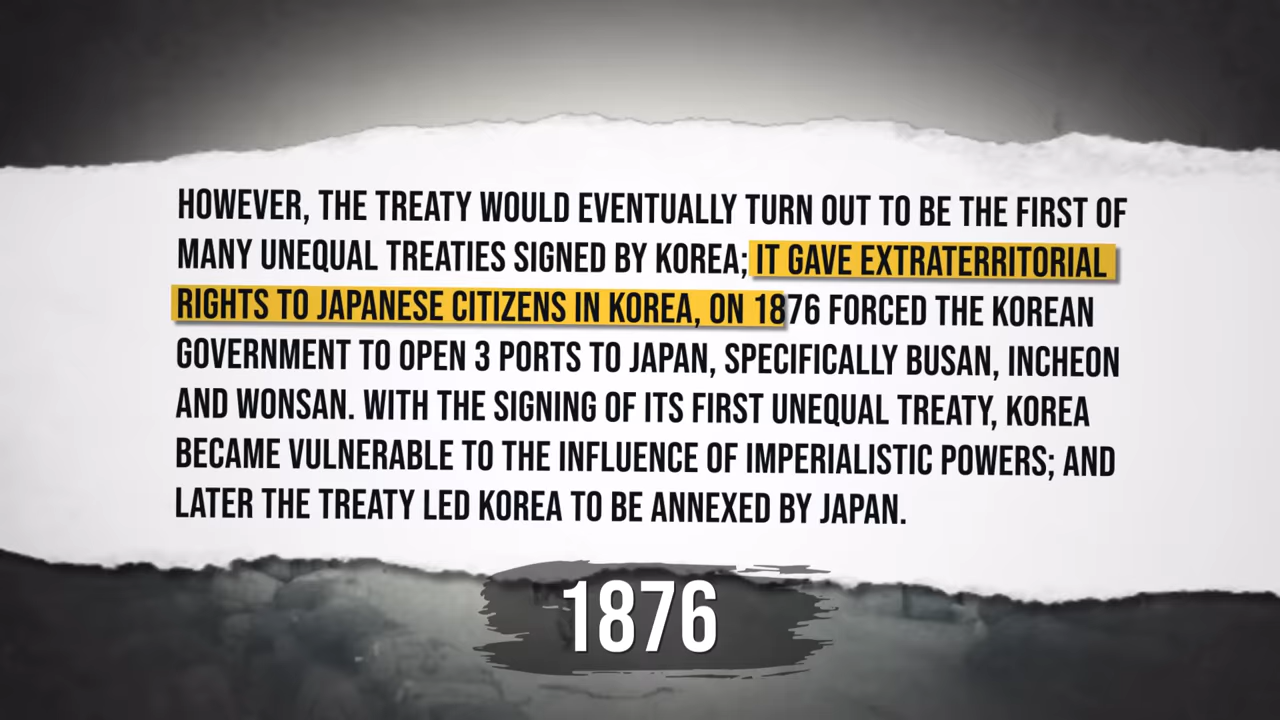 HOWEVER, THE TREATY WOULD EVENTUALLY TURN OUT TO BE THE FIRST OF
MANY UNEQUAL TREATIES SIGNED BY KOREA; IT GAVE EXTRATERRITORIAL
RIGHTS TO JAPANESE CITIZENS IN KOREA, ON 1876 FORCED THE KOREAN
GOVERNMENT TO OPEN 3 PORTS TO JAPAN, SPECIFICALLY BUSAN, INCHEON
AND WONSAN. WITH THE SIGNING OF ITS FIRST UNEQUAL TREATY, KOREA
BECAME VULNERABLE TO THE INFLUENCE OF IMPERIALISTIC POWERS; AND
LATER THE TREATY LED KOREA TO BE ANNEXED BY JAPAN.
1876